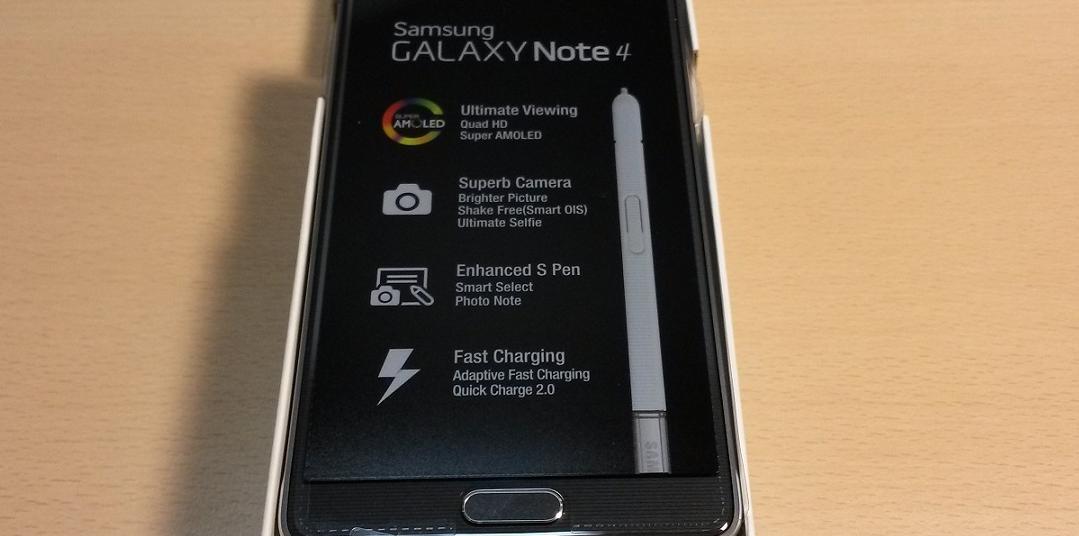 Samsung
GALAXY Note 4
SUPER
AMOLED
Ultimate Viewing
Quad HD
Super AMOLED
Superb Camera
Brighter Picture
Shake Free(Smart OIS)
Ultimate Selfie
Enhanced S Pen
Smart Select
Photo Note
Fast Charging
Adaptive Fast Charging
Quick Charge 2.0
SAM